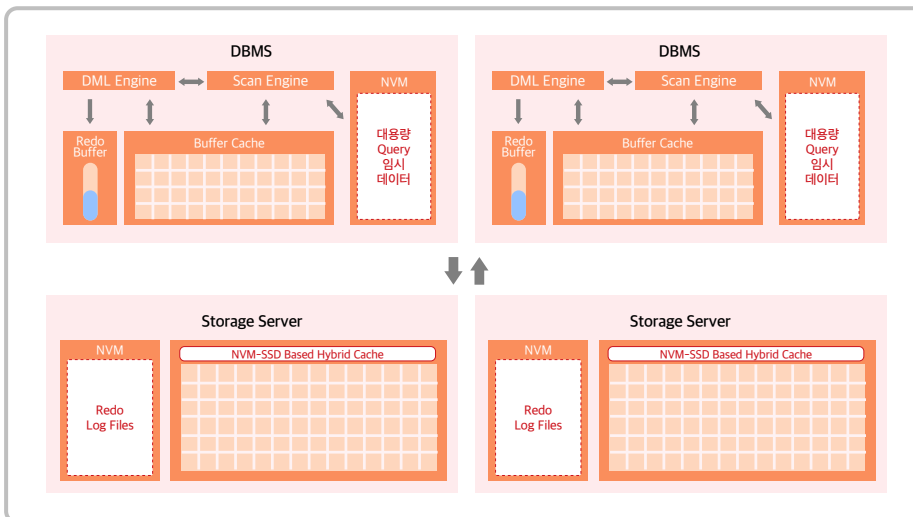 DBMS
DML Engine
Scan Engine
NVM
Redo
Buffer
Buffer Cache
대용량
Query
임시
데이터
DBMS
DML Engine
Scan Engine
NVM
Redo
Buffer
Buffer Cache
대용량
Query
임시
데이터
Storage Server
NVM
NVM-SSD Based Hybrid Cache
Redo
Log Files
Storage Server
NVM
NVM-SSD Based Hybrid Cache
Redo
Log Files